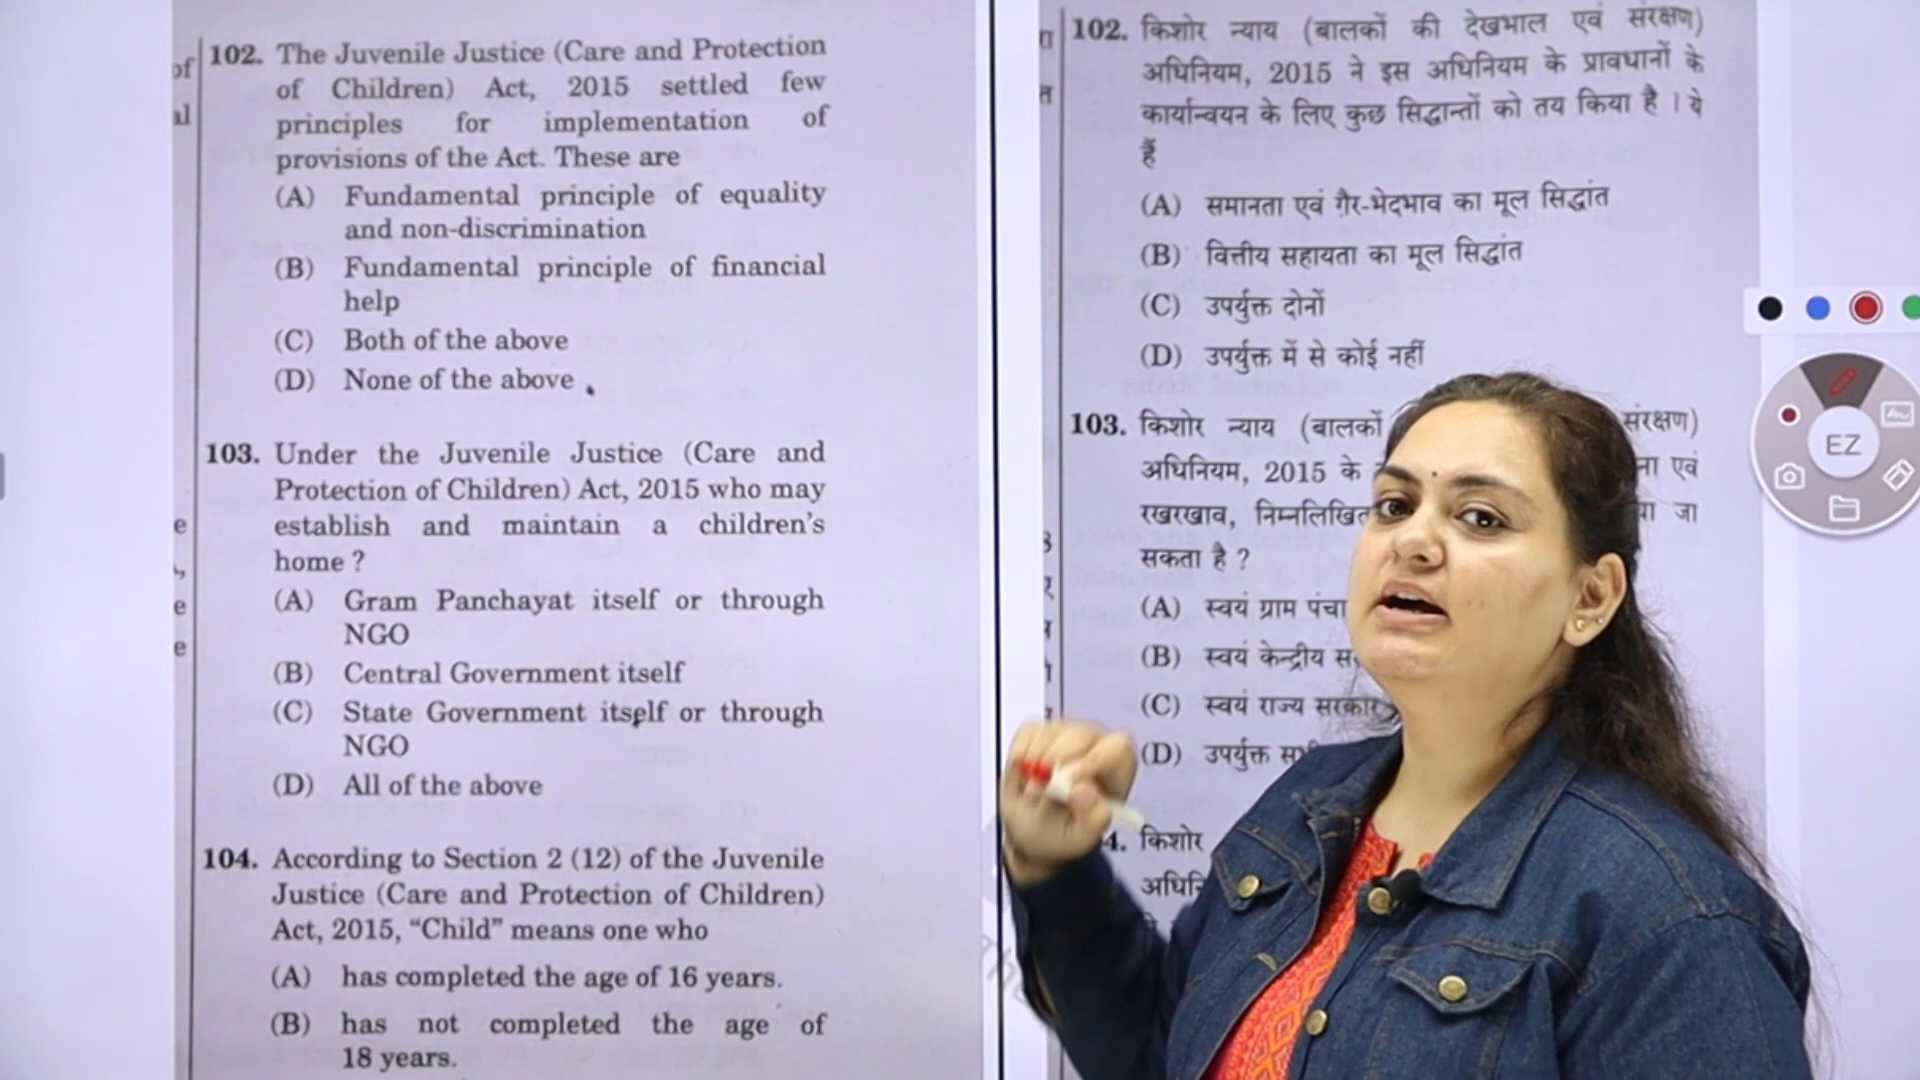 102. The Juvenile Justice (Care and Protection
of Children) Act, 2015 settled few
principles for implementation of
provisions of the Act. These are
(A) Fundamental principle of equality
and non-discrimination
(B) Fundamental principle of financial
help
(C) Both of the above
(D) None of the above
103. Under the Juvenile Justice (Care and
Protection of Children) Act, 2015 who may
establish and maintain a children's
home ?
(A) Gram Panchayat itself or through
NGO
(B) Central Government itself
(C) State Government itself or through
NGO
(D) All of the above
104. According to Section 2 (12) of the Juvenile
Justice (Care and Protection of Children)
Act, 2015, “Child” means one who
(A) has completed the age of 16 years.
(B) has not completed the age of
18 years.
102. किशोर न्याय (बालकों की देखभाल एवं संरक्षण)
अधिनियम, 2015 ने इस अधिनियम के प्रावधानों के
कार्यान्वयन के लिए कुछ सिद्धान्तों को तय किया है । ये
हैं
(A) समानता एवं ग़ैर-भेदभाव का मूल सिद्धांत
(B) वित्तीय सहायता का मूल सिद्धांत
(C) उपर्युक्त दोनों
(D) उपर्युक्त में से कोई नहीं
103. किशोर न्याय (बालकों संरक्षण)
अधिनियम, 2015 के एवं
रखरखाव, निम्नलिखित जा
सकता है ?
(A) स्वयं ग्राम
(B) स्वयं केन्द्रीय
(C) स्वयं राज्य सरकार
(D) उपर्युक्त
4. किशोर
EZ